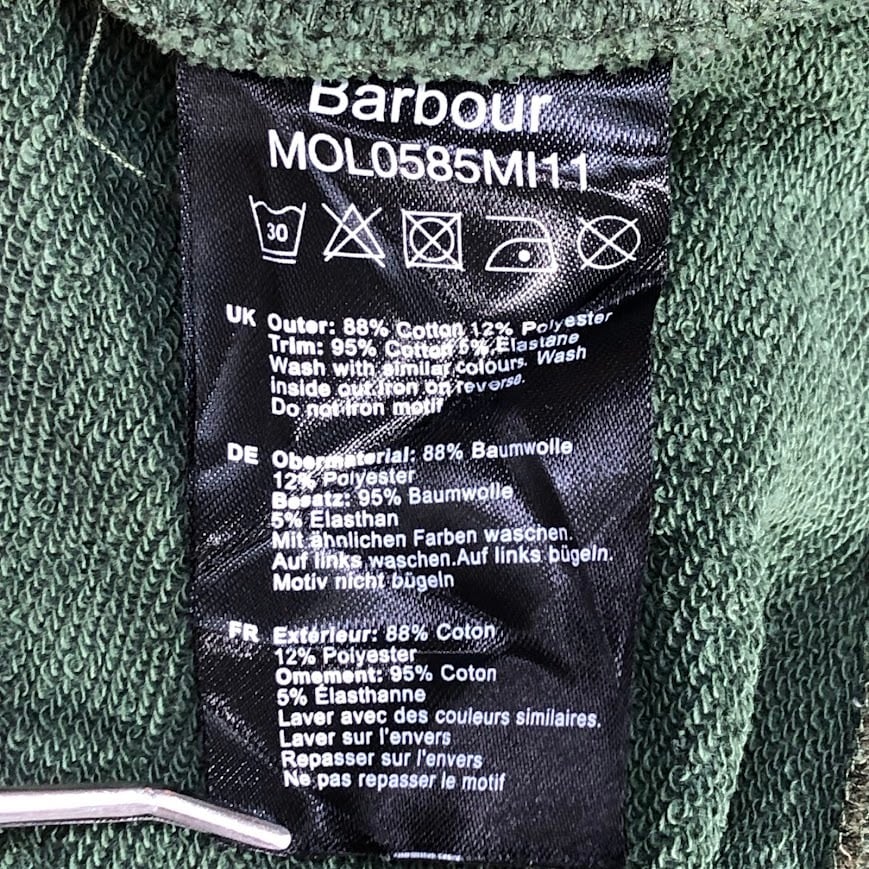 Barbour
MOL0585MI11
30
UK Outer: 88% Cotton 12% Polyester
Trim: 95% Cotton 5% Elastane
Wash with similar colours. Wash
inside out.Iron on reverse.
Do not iron motif
DE Obermaterial: 88% Baumwolle
12% Polyester
Besatz: 95% Baumwolle
5% Elasthan
Mit ähnlichen Farben waschen.
Auf links waschen.Auf links bügeln.
Motiv nicht bügeln
FR Extérieur: 88% Coton
12% Polyester
Ornement: 95% Coton
5% Élasthanne
Laver avec des couleurs similaires.
Laver sur l'envers
Repasser sur l'envers
Ne pas repasser le motif